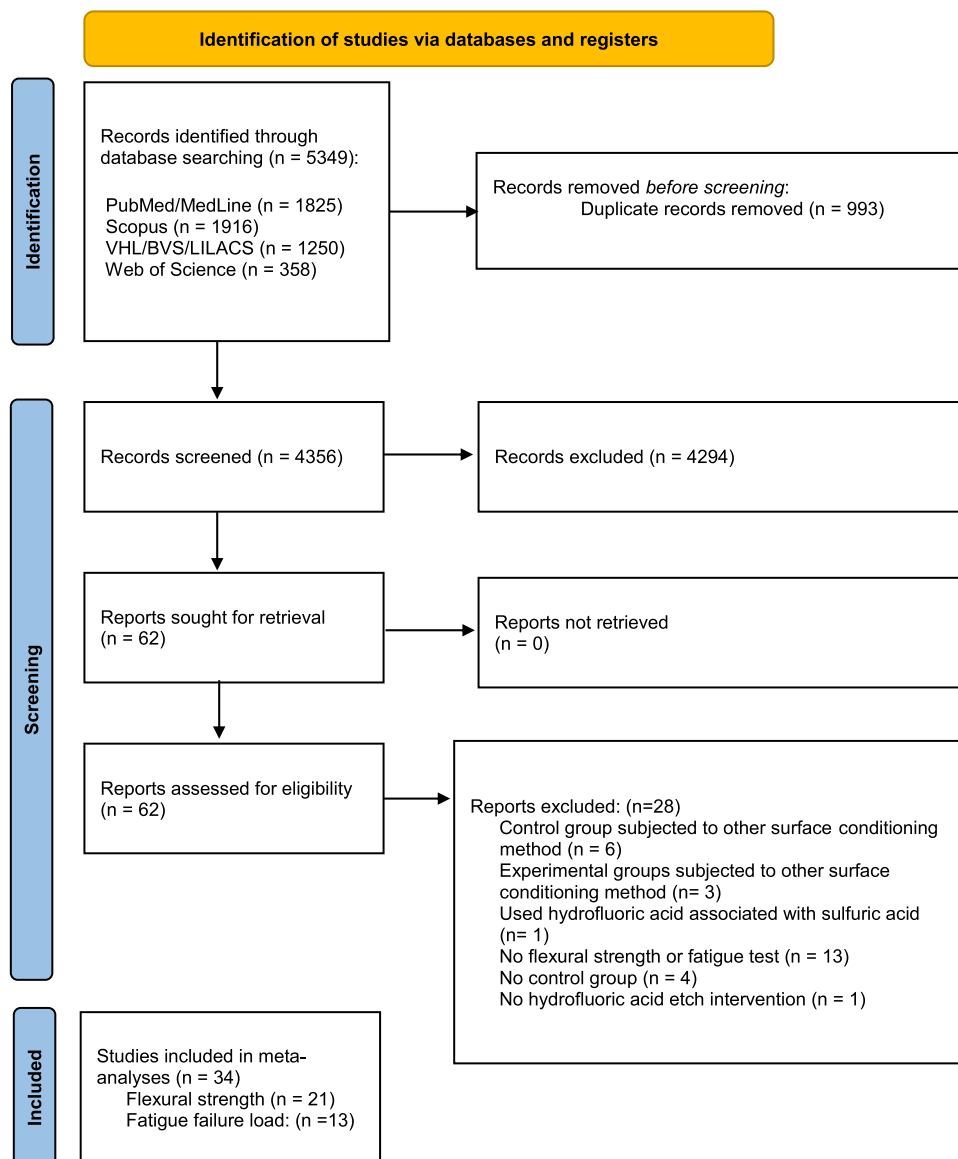 Identification of studies via databases and registers
Identification
Records identified through
database searching (n = 5349):
PubMed/MedLine (n = 1825)
Scopus (n = 1916)
VHL/BVS/LILACS (n = 1250)
Web of Science (n = 358)
Records removed before screening:
Duplicate records removed (n = 993)
Screening
Records screened (n = 4356)
Records excluded (n = 4294)
Reports sought for retrieval
(n = 62)
Reports not retrieved
(n = 0)
Reports assessed for eligibility
(n = 62)
Reports excluded: (n=28)
Control group subjected to other surface conditioning
method (n = 6)
Experimental groups subjected to other surface
conditioning method (n= 3)
Used hydrofluoric acid associated with sulfuric acid
(n= 1)
No flexural strength or fatigue test (n = 13)
No control group (n = 4)
No hydrofluoric acid etch intervention (n = 1)
Included
Studies included in meta-
analyses (n = 34)
Flexural strength (n = 21)
Fatigue failure load: (n =13)